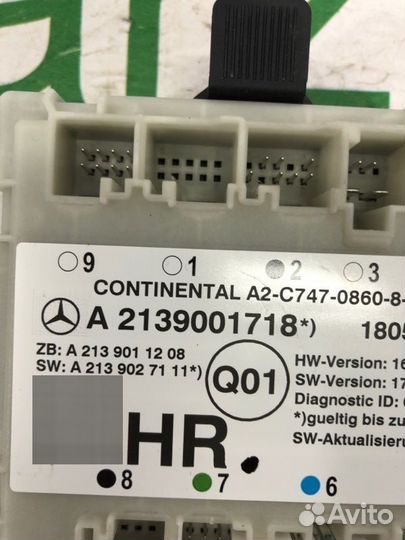 9 1 2 3
CONTINENTAL A2-C747-0860-8-
A 2139001718*) 1805
ZB: A 213 901 12 08
SW: A 213 902 71 11*)
Q01
HW-Version: 16
SW-Version: 17
Diagnostic ID:
*)gueltig bis zu
SW-Aktualisieru
HR.
8 7 6
Avito